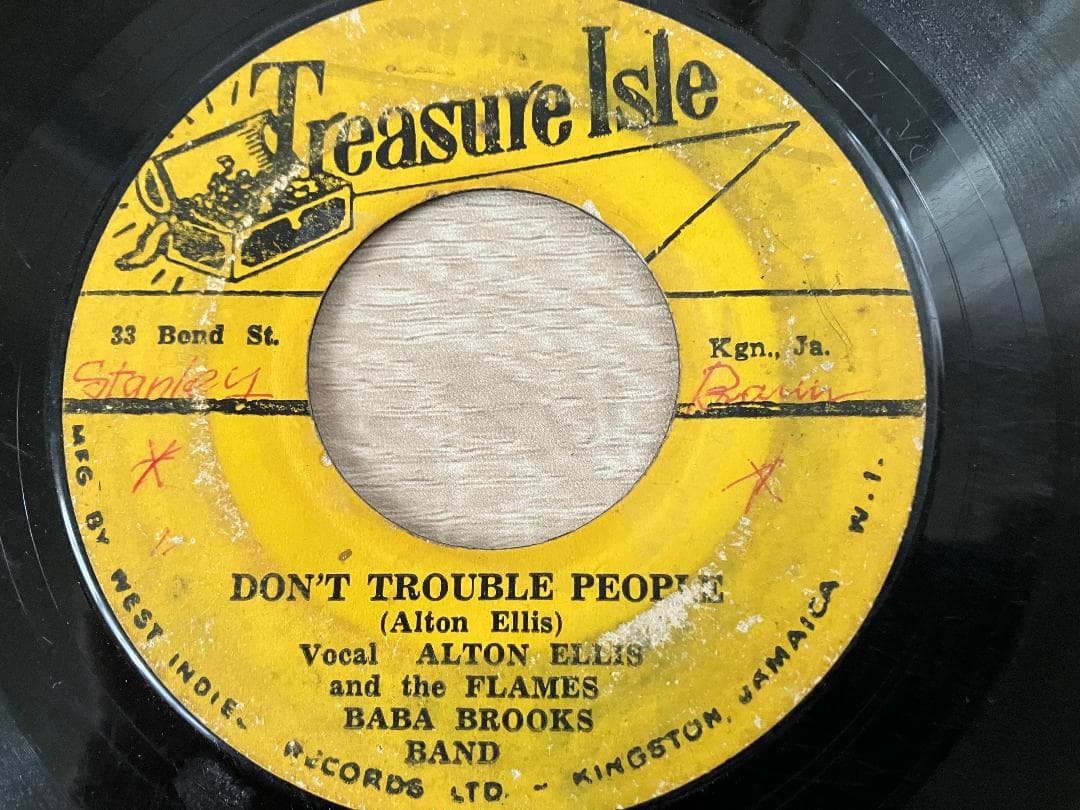 Treasure Isle
33 Bond St.
Kgn., Ja.
Stanley
DON'T TROUBLE PEOPLE
(Alton Ellis)
Vocal ALTON ELLIS
and the FLAMES
BABA BROOKS
BAND
MFG BY WEST INDIE- RECORDS LTD. - KINGSTON, JAMAICA W.I.